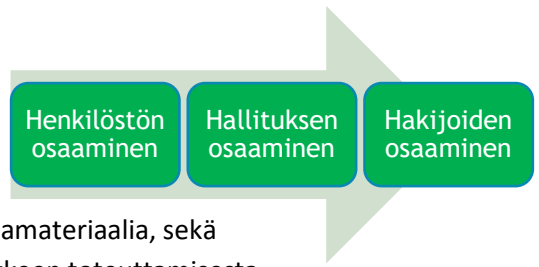 Henkilöstön
osaaminen
Hallituksen
osaaminen
Hakijoiden
osaaminen
amateriaalia, sekä